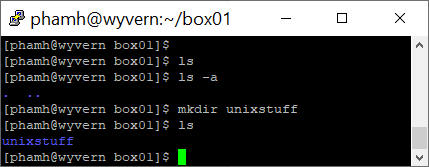 phamh@wyvern:~/box01
[phamh@wyvern box01]$
[phamh@wyvern box01]$ ls
[phamh@wyvern box01]$ ls -a
.  ..
[phamh@wyvern box01]$ mkdir unixstuff
[phamh@wyvern box01]$ ls
unixstuff
[phamh@wyvern box01]$